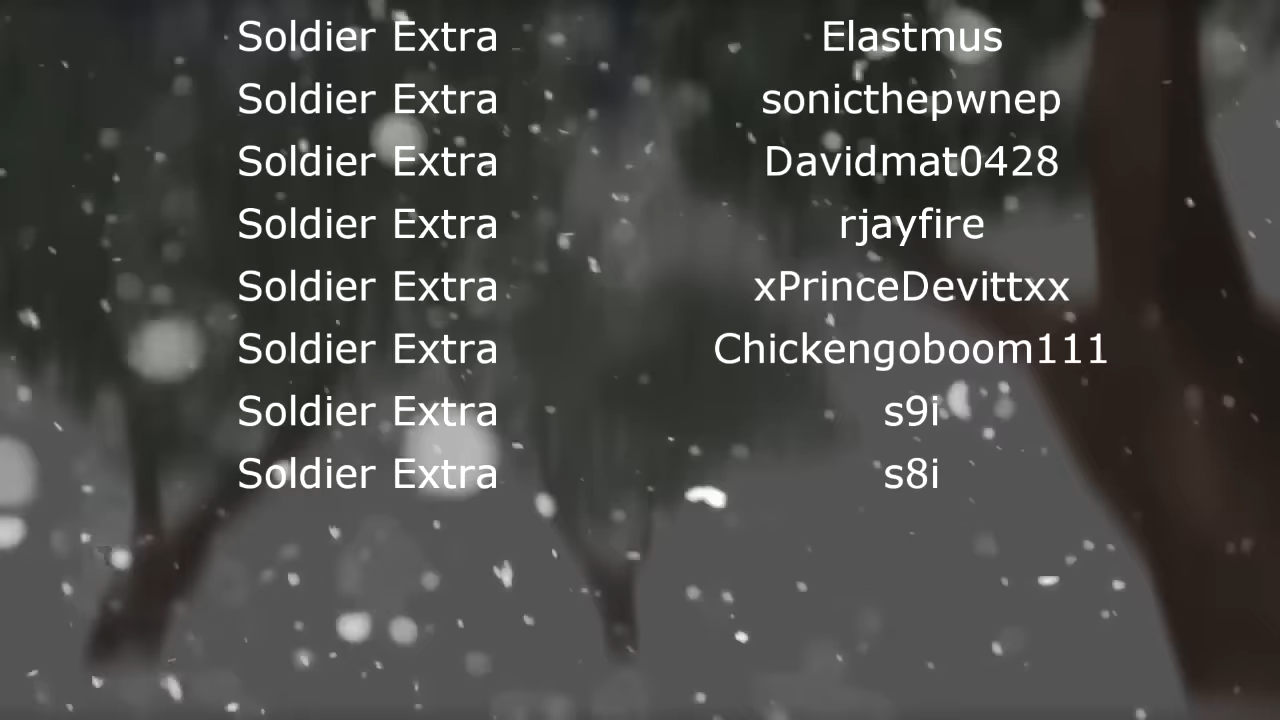 Soldier Extra Elastmus
Soldier Extra sonicthepwnep
Soldier Extra Davidmat0428
Soldier Extra rjayfire
Soldier Extra xPrinceDevittxx
Soldier Extra Chickengoboom111
Soldier Extra s9i
Soldier Extra s8i